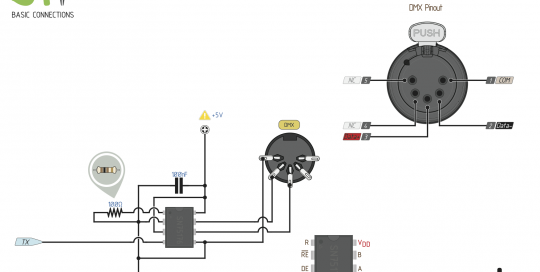 BASIC CONNECTIONS
DMX Pinout
PUSH
NC 5
1 COM
NC 4
3
2 Data-
+5V
DMX
100nF
100Ω
TX
R
VDD
RE
B
DE
A